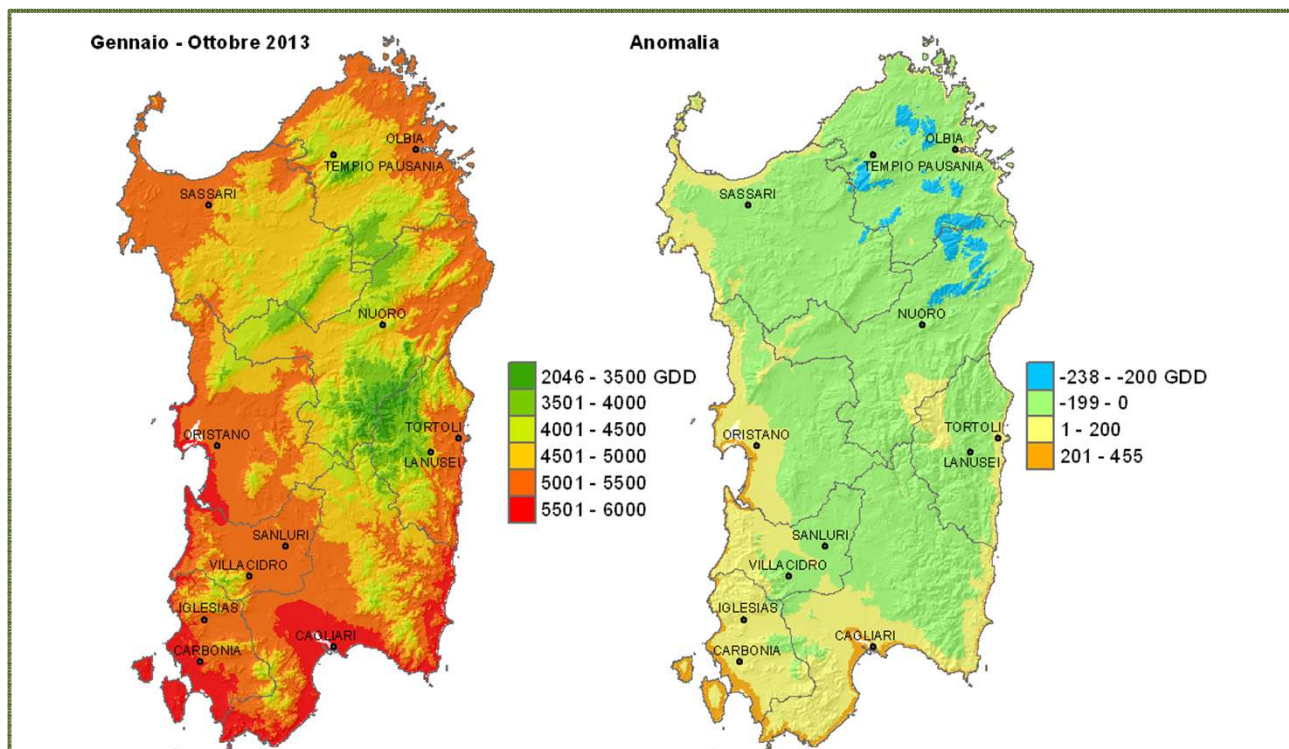 Gennaio - Ottobre 2013
OLBIA
TEMPIO PAUSANIA
SASSARI
NUORO
ORISTANO
TORTOLI
LANUSEI
SANLURI
VILLACIDRO
IGLESIAS
CAGLIARI
CARBONIA
2046 - 3500 GDD
3501 - 4000
4001 - 4500
4501 - 5000
5001 - 5500
5501 - 6000
Anomalia
OLBIA
TEMPIO PAUSANIA
SASSARI
NUORO
ORISTANO
TORTOLI
LANUSEI
SANLURI
VILLACIDRO
IGLESIAS
CAGLIARI
CARBONIA
-238 - -200 GDD
-199 - 0
1 - 200
201 - 455